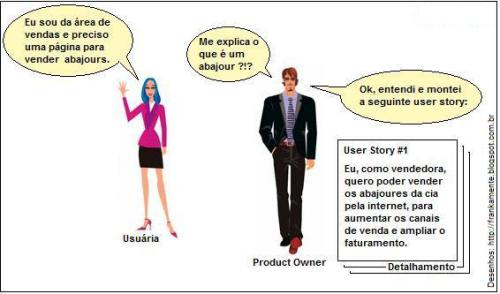 Eu sou da área de
vendas e preciso
uma página para
vender abajours.
Me explica o
que é um
abajour ?!?
Ok, entendi e montei
a seguinte user story:
User Story #1
Eu, como vendedora,
quero poder vender
os abajoures da cia
pela internet, para
aumentar os canais
de venda e ampliar o
faturamento.
Detalhamento
Usuária
Product Owner
Desenhos: http://frankamente.blogspot.com.br